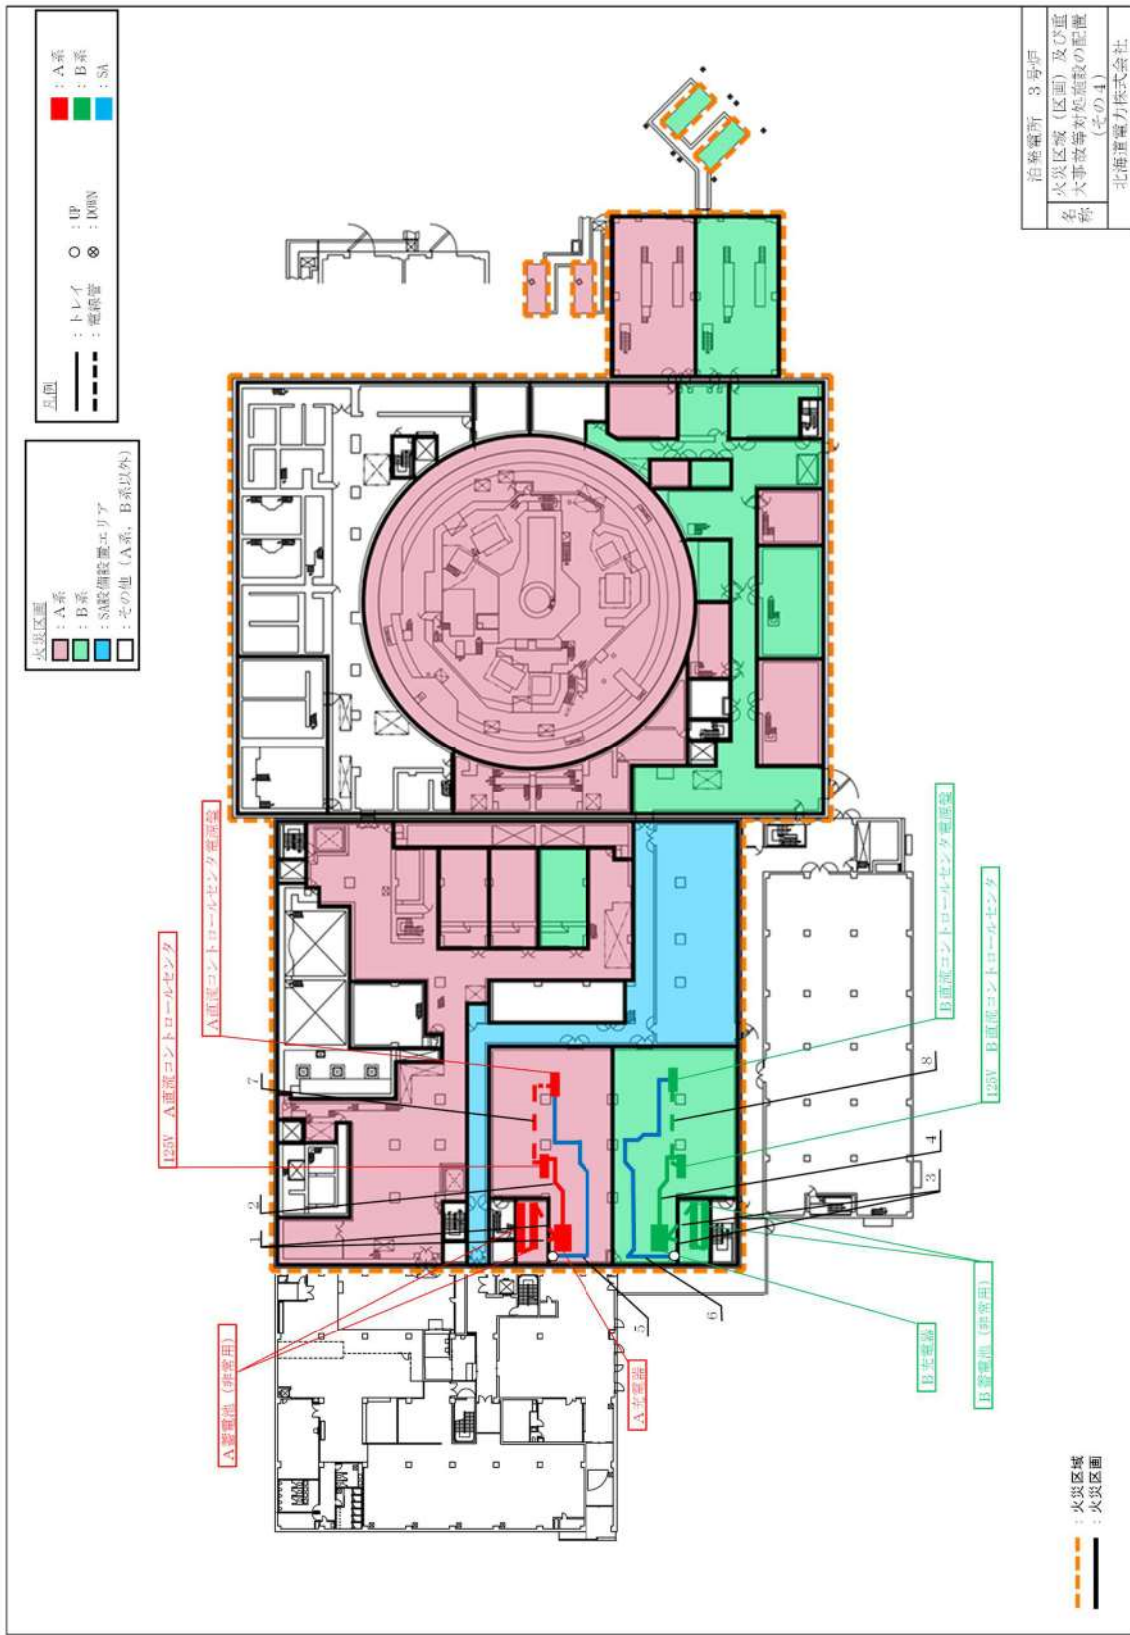 凡例
：トレイ
：電線管
○：UP
⊗：DOWN
：A系
：B系
：SA
火災区画
：A系
：B系
：SA設備設置エリア
：その他（A系，B系以外）
A直流コントロールセンタ電源盤
125V A直流コントロールセンタ
7
2
1
A蓄電池（非常用）
A充電器
5
6
B充電器
B蓄電池（非常用）
3
4
8
125V B直流コントロールセンタ
B直流コントロールセンタ電源盤
：火災区域
：火災区画
泊発電所　3号炉
名称
火災区域（区画）及び重
大事故等対処施設の配置
（その4）
北海道電力株式会社